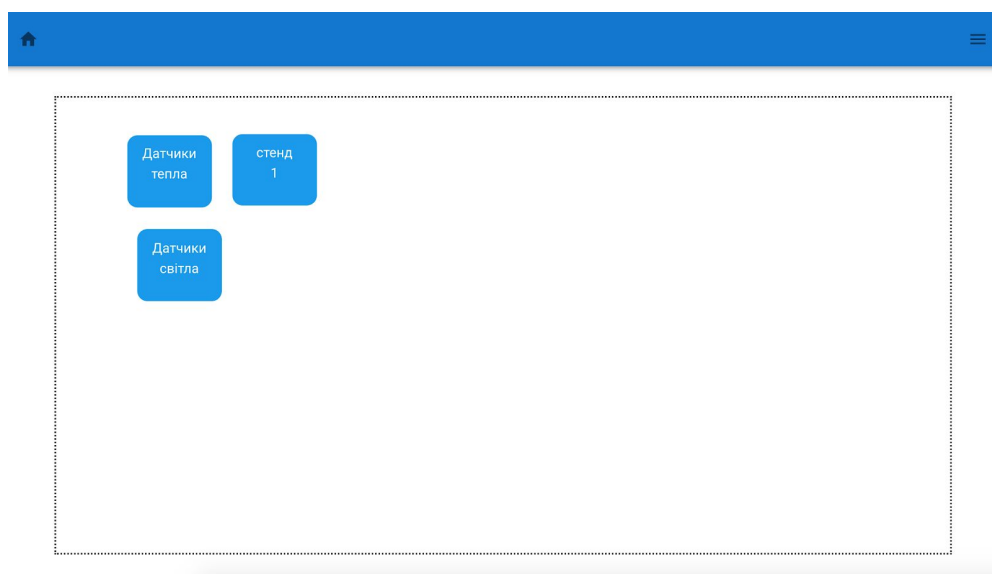 Датчики
тепла
стенд
1
Датчики
світла